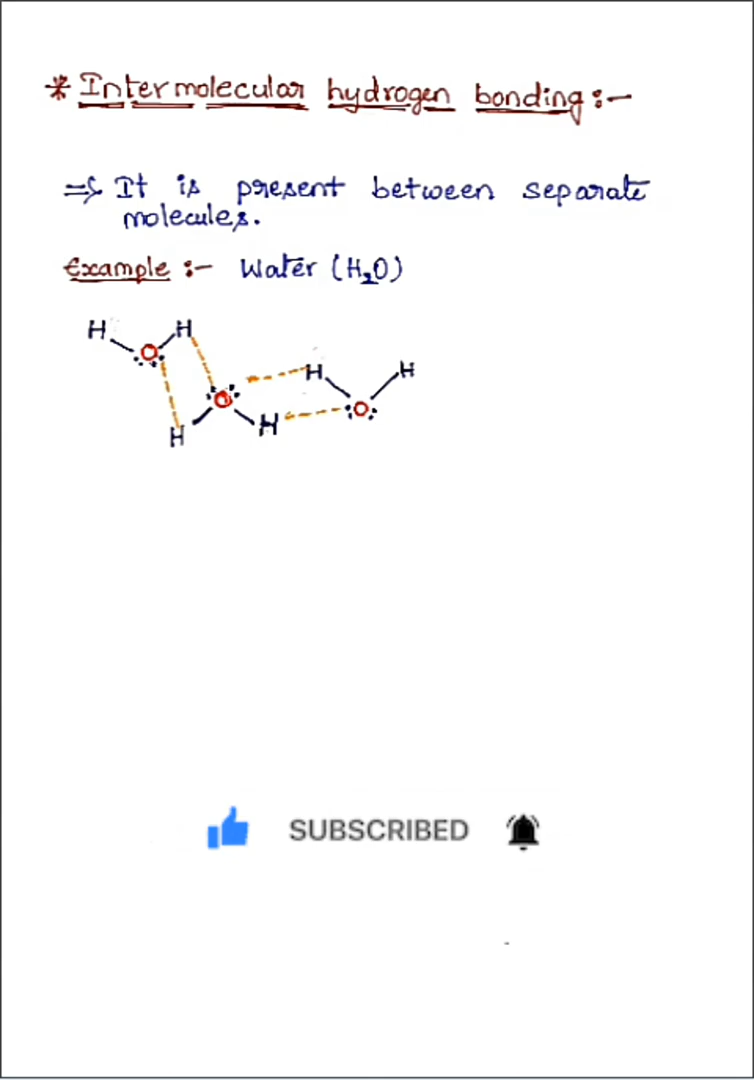 * Intermolecular hydrogen bonding :-
⇒ It is present between separate
molecules.
Example :- Water (H₂O)
H H
O H H
O O
H H
SUBSCRIBED